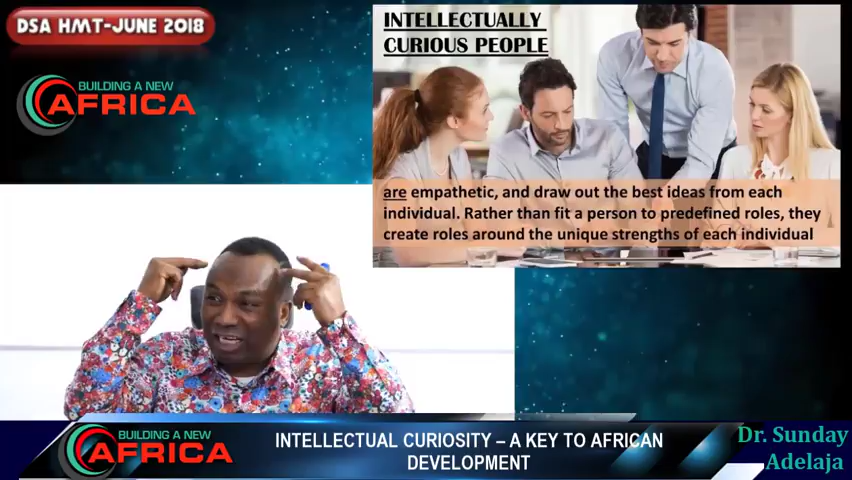 DSA HMT-JUNE 2018
BUILDING A NEW
AFRICA
INTELLECTUALLY
CURIOUS PEOPLE
are empathetic, and draw out the best ideas from each
individual. Rather than fit a person to predefined roles, they
create roles around the unique strengths of each individual
BUILDING A NEW
AFRICA
INTELLECTUAL CURIOSITY – A KEY TO AFRICAN
DEVELOPMENT
Dr. Sunday
Adelaja